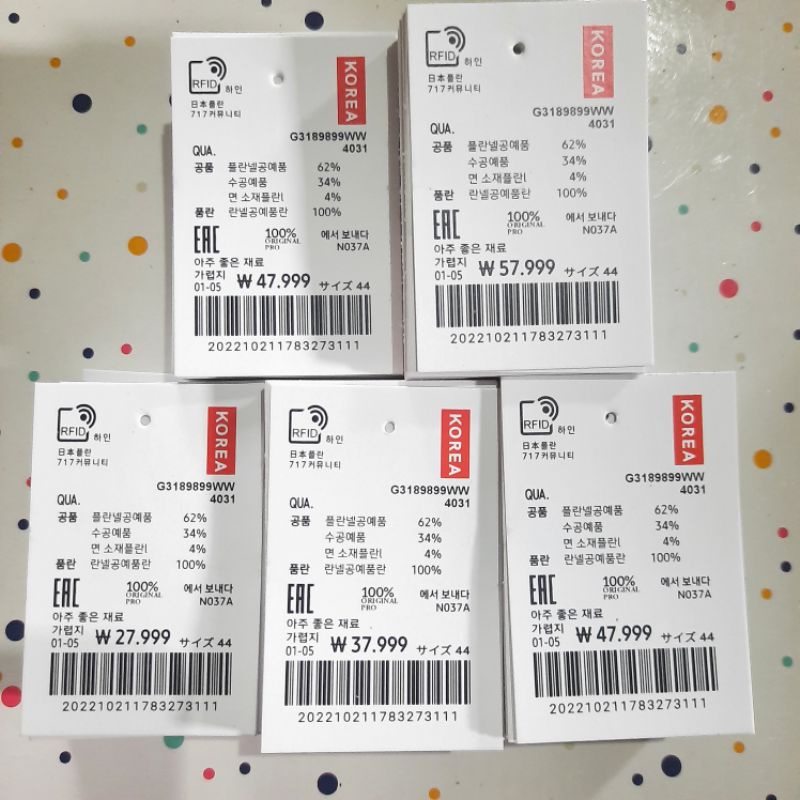 RFID 하인
KOREA
日本플란
717커뮤니티
G3189899WW
4031
QUA.
공품 플란넬공예품 62%
수공예품 34%
면 소재플란l 4%
품란 란넬공예품란 100%
EAC 100% 에서 보내다
ORIGINAL
PRO N037A
아주 좋은 재료
가렵지
01-05 ₩ 47.999 サイズ 44
202210211783273111
RFID 하인
KOREA
日本플란
717커뮤니티
G3189899WW
4031
QUA.
공품 플란넬공예품 62%
수공예품 34%
면 소재플란l 4%
품란 란넬공예품란 100%
EAC 100% 에서 보내다
ORIGINAL
PRO N037A
아주 좋은 재료
가렵지
01-05 ₩ 57.999 サイズ 44
202210211783273111
RFID 하인
KOREA
日本플란
717커뮤니티
G3189899WW
4031
QUA.
공품 플란넬공예품 62%
수공예품 34%
면 소재플란l 4%
품란 란넬공예품란 100%
EAC 100% 에서 보내다
ORIGINAL
PRO N037A
아주 좋은 재료
가렵지
01-05 ₩ 27.999 サイズ 44
202210211783273111
RFID 하인
KOREA
日本플란
717커뮤니티
G3189899WW
4031
QUA.
공품 플란넬공예품 62%
수공예품 34%
면 소재플란l 4%
품란 란넬공예품란 100%
EAC 100% 에서 보내다
ORIGINAL
PRO N037A
아주 좋은 재료
가렵지
01-05 ₩ 37.999 サイズ 44
202210211783273111
RFID 하인
KOREA
日本플란
717커뮤니티
G3189899WW
4031
QUA.
공품 플란넬공예품 62%
수공예품 34%
면 소재플란l 4%
품란 란넬공예품란 100%
EAC 100% 에서 보내다
ORIGINAL
PRO N037A
아주 좋은 재료
가렵지
01-05 ₩ 47.999 サイズ 44
202210211783273111